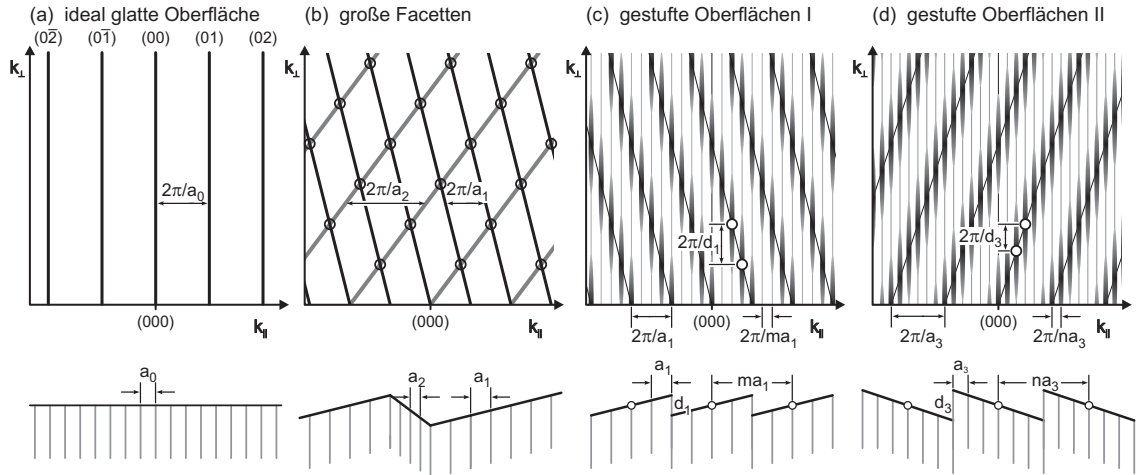 (a) ideal glatte Oberfläche
(b) große Facetten
(c) gestufte Oberflächen I
(d) gestufte Oberflächen II
(02̅) (01̅) (00) (01) (02)
k⊥
k⊥
k⊥
k⊥
2π/a₀
2π/a₂
2π/a₁
2π/d₁
2π/d₃
(000)
k∥
(000)
k∥
2π/a₁
(000)
2π/ma₁
k∥
2π/a₃
(000)
2π/na₃
k∥
a₀
a₂
a₁
a₁
ma₁
d₁
a₃
na₃
d₃